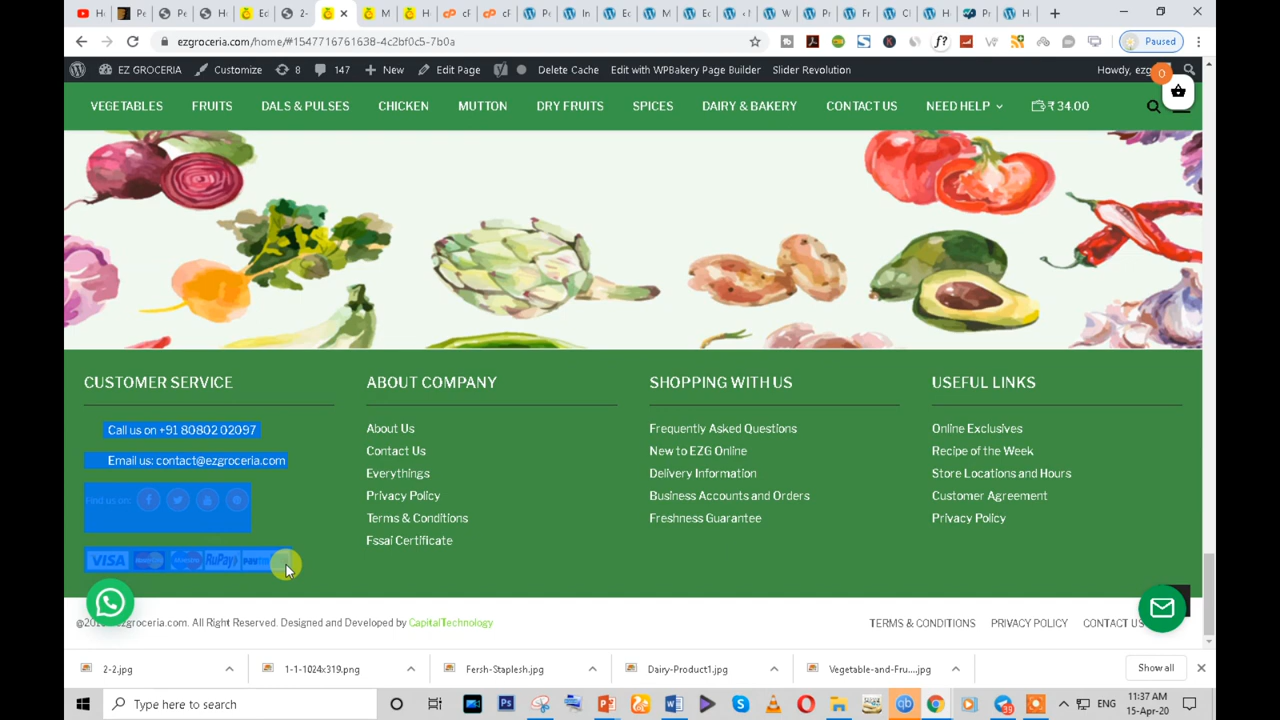 Paused
ezgroceria.com/home/#1547716761638-4c2bf0c5-7b0a
EZ GROCERIA Customize 8 147 New Edit Page Delete Cache Edit with WPBakery Page Builder Slider Revolution Howdy, ezg
0
VEGETABLES FRUITS DALS & PULSES CHICKEN MUTTON DRY FRUITS SPICES DAIRY & BAKERY CONTACT US NEED HELP ₹ 34.00
CUSTOMER SERVICE
Call us on +91 80802 02097
Email us: contact@ezgroceria.com
Find us on:
VISA RuPay
ABOUT COMPANY
About Us
Contact Us
Everythings
Privacy Policy
Terms & Conditions
Fssai Certificate
SHOPPING WITH US
Frequently Asked Questions
New to EZG Online
Delivery Information
Business Accounts and Orders
Freshness Guarantee
USEFUL LINKS
Online Exclusives
Recipe of the Week
Store Locations and Hours
Customer Agreement
Privacy Policy
ezgroceria.com. All Right Reserved. Designed and Developed by CapitalTechnology
TERMS & CONDITIONS PRIVACY POLICY CONTACT US
2-2.jpg 1-1-1024x319.png Fersh-Staplesh.jpg Dairy-Product1.jpg Vegetable-and-Fru....jpg Show all
Type here to search
ENG
11:37 AM
15-Apr-20